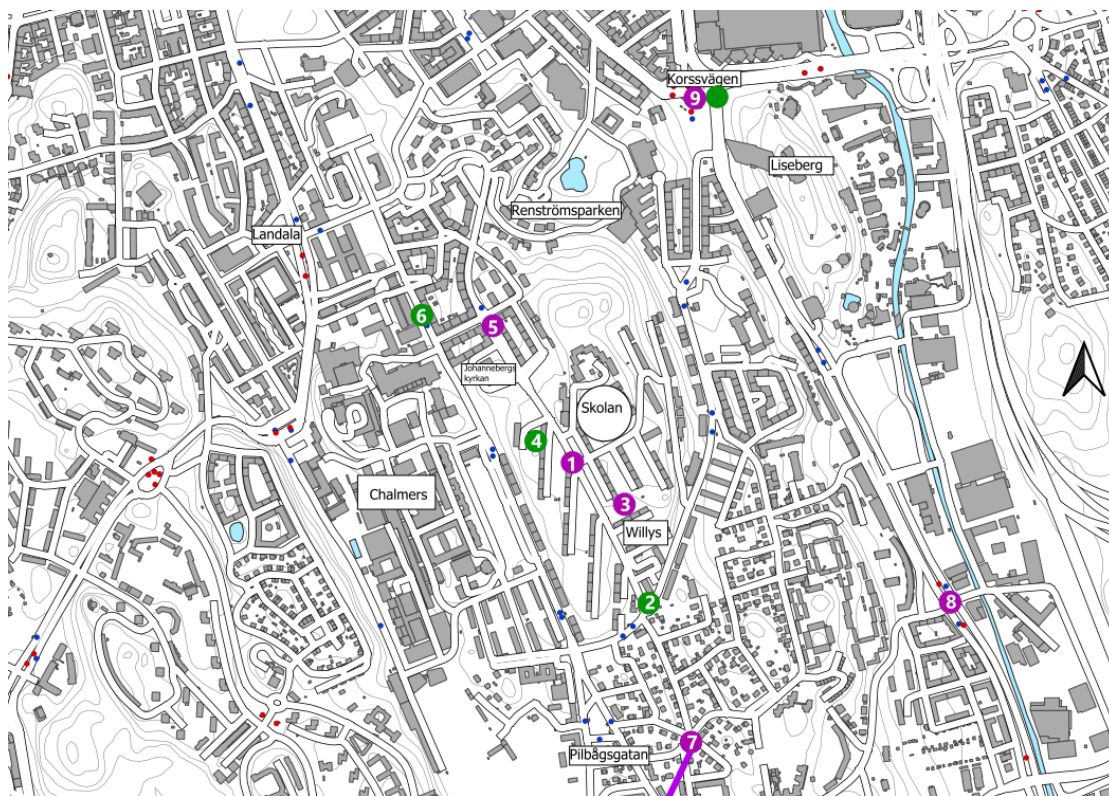 Korssvägen
9
Liseberg
Renströmsparken
Landala
6
5
Johannebergs
kyrkan
Skolan
4
1
Chalmers
3
Willys
2
8
7
Pilbågsgatan